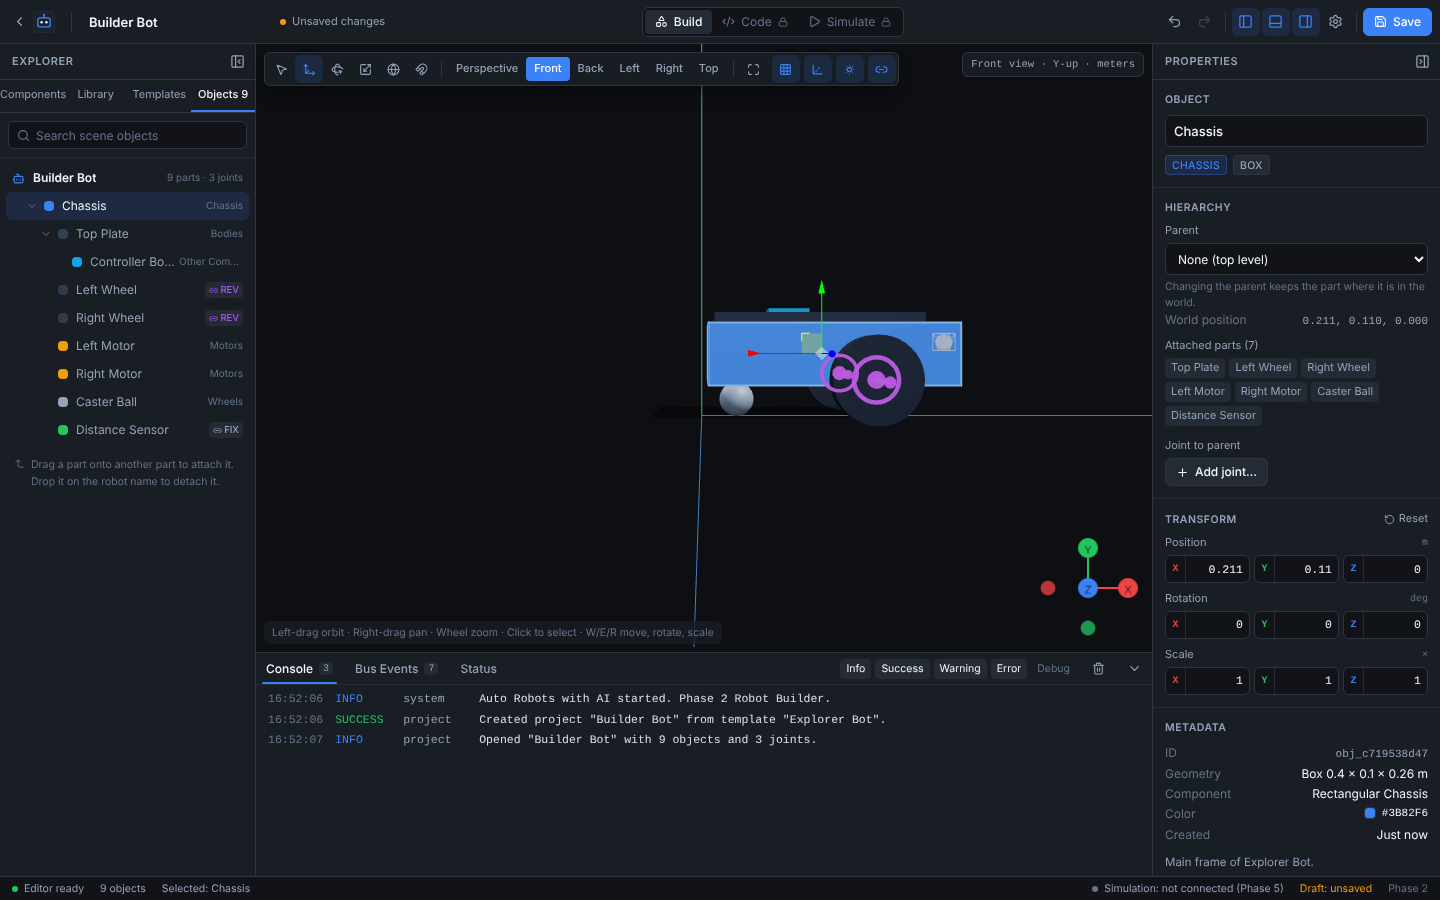 Builder Bot
Unsaved changes
Build
Code
Simulate
Save
EXPLORER
Components Library Templates Objects 9
Search scene objects
Builder Bot 9 parts · 3 joints
Chassis Chassis
Top Plate Bodies
Controller Bo... Other Com...
Left Wheel REV
Right Wheel REV
Left Motor Motors
Right Motor Motors
Caster Ball Wheels
Distance Sensor FIX
Drag a part onto another part to attach it.
Drop it on the robot name to detach it.
Perspective Front Back Left Right Top
Front view · Y-up · meters
Y
Z
X
Left-drag orbit · Right-drag pan · Wheel zoom · Click to select · W/E/R move, rotate, scale
Console 3 Bus Events 7 Status
Info Success Warning Error Debug
16:52:06 INFO system Auto Robots with AI started. Phase 2 Robot Builder.
16:52:06 SUCCESS project Created project "Builder Bot" from template "Explorer Bot".
16:52:07 INFO project Opened "Builder Bot" with 9 objects and 3 joints.
PROPERTIES
OBJECT
Chassis
CHASSIS BOX
HIERARCHY
Parent
None (top level)
Changing the parent keeps the part where it is in the
world.
World position 0.211, 0.110, 0.000
Attached parts (7)
Top Plate Left Wheel Right Wheel
Left Motor Right Motor Caster Ball
Distance Sensor
Joint to parent
Add joint...
TRANSFORM Reset
Position m
X 0.211 Y 0.11 Z 0
Rotation deg
X 0 Y 0 Z 0
Scale ×
X 1 Y 1 Z 1
METADATA
ID obj_c719538d47
Geometry Box 0.4 × 0.1 × 0.26 m
Component Rectangular Chassis
Color #3B82F6
Created Just now
Main frame of Explorer Bot.
Editor ready 9 objects Selected: Chassis
Simulation: not connected (Phase 5) Draft: unsaved Phase 2